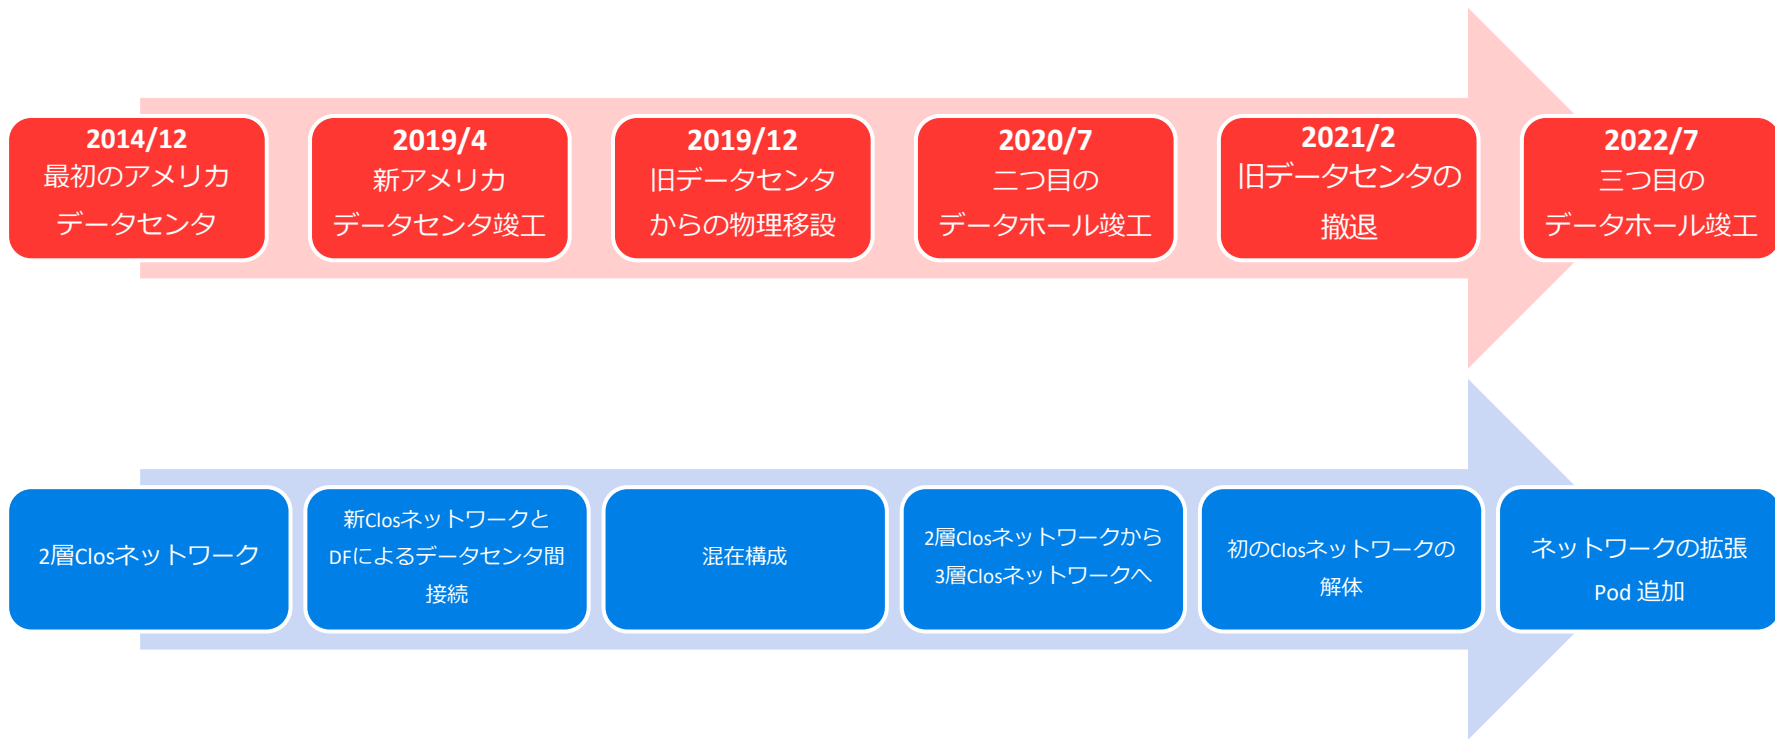 2014/12
最初のアメリカ
データセンタ
2019/4
新アメリカ
データセンタ竣工
2019/12
旧データセンタ
からの物理移設
2020/7
二つ目の
データホール竣工
2021/2
旧データセンタの
撤退
2022/7
三つ目の
データホール竣工
2層Closネットワーク
新Closネットワークと
DFによるデータセンタ間
接続
混在構成
2層Closネットワークから
3層Closネットワークへ
初のClosネットワークの
解体
ネットワークの拡張
Pod 追加